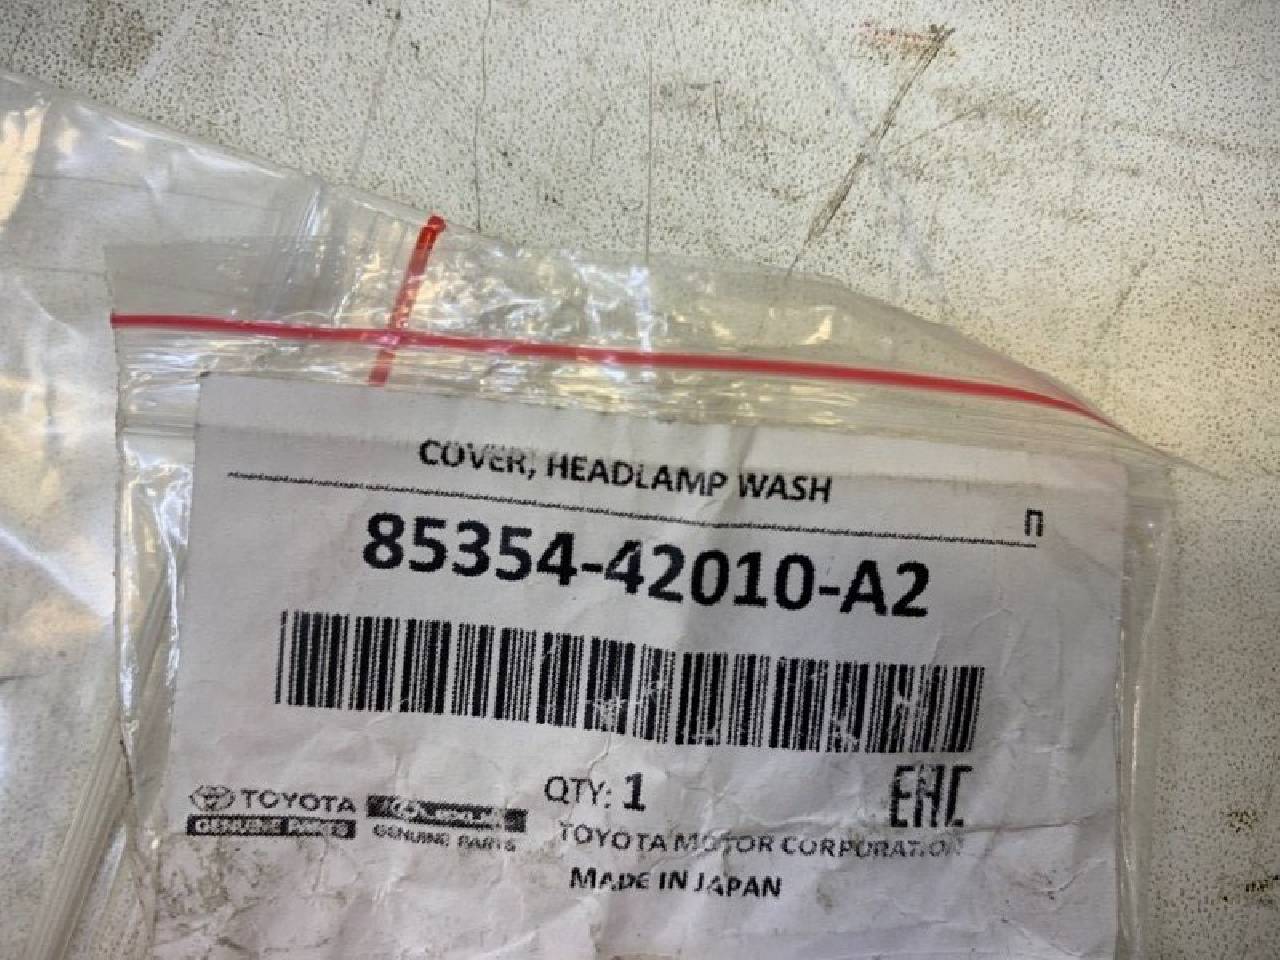 COVER, HEADLAMP WASH
П
85354-42010-A2
QTY: 1
EAC
TOYOTA
GENUINE PARTS
LEXUS
GENUINE PARTS
TOYOTA MOTOR CORPORATION
MADE IN JAPAN